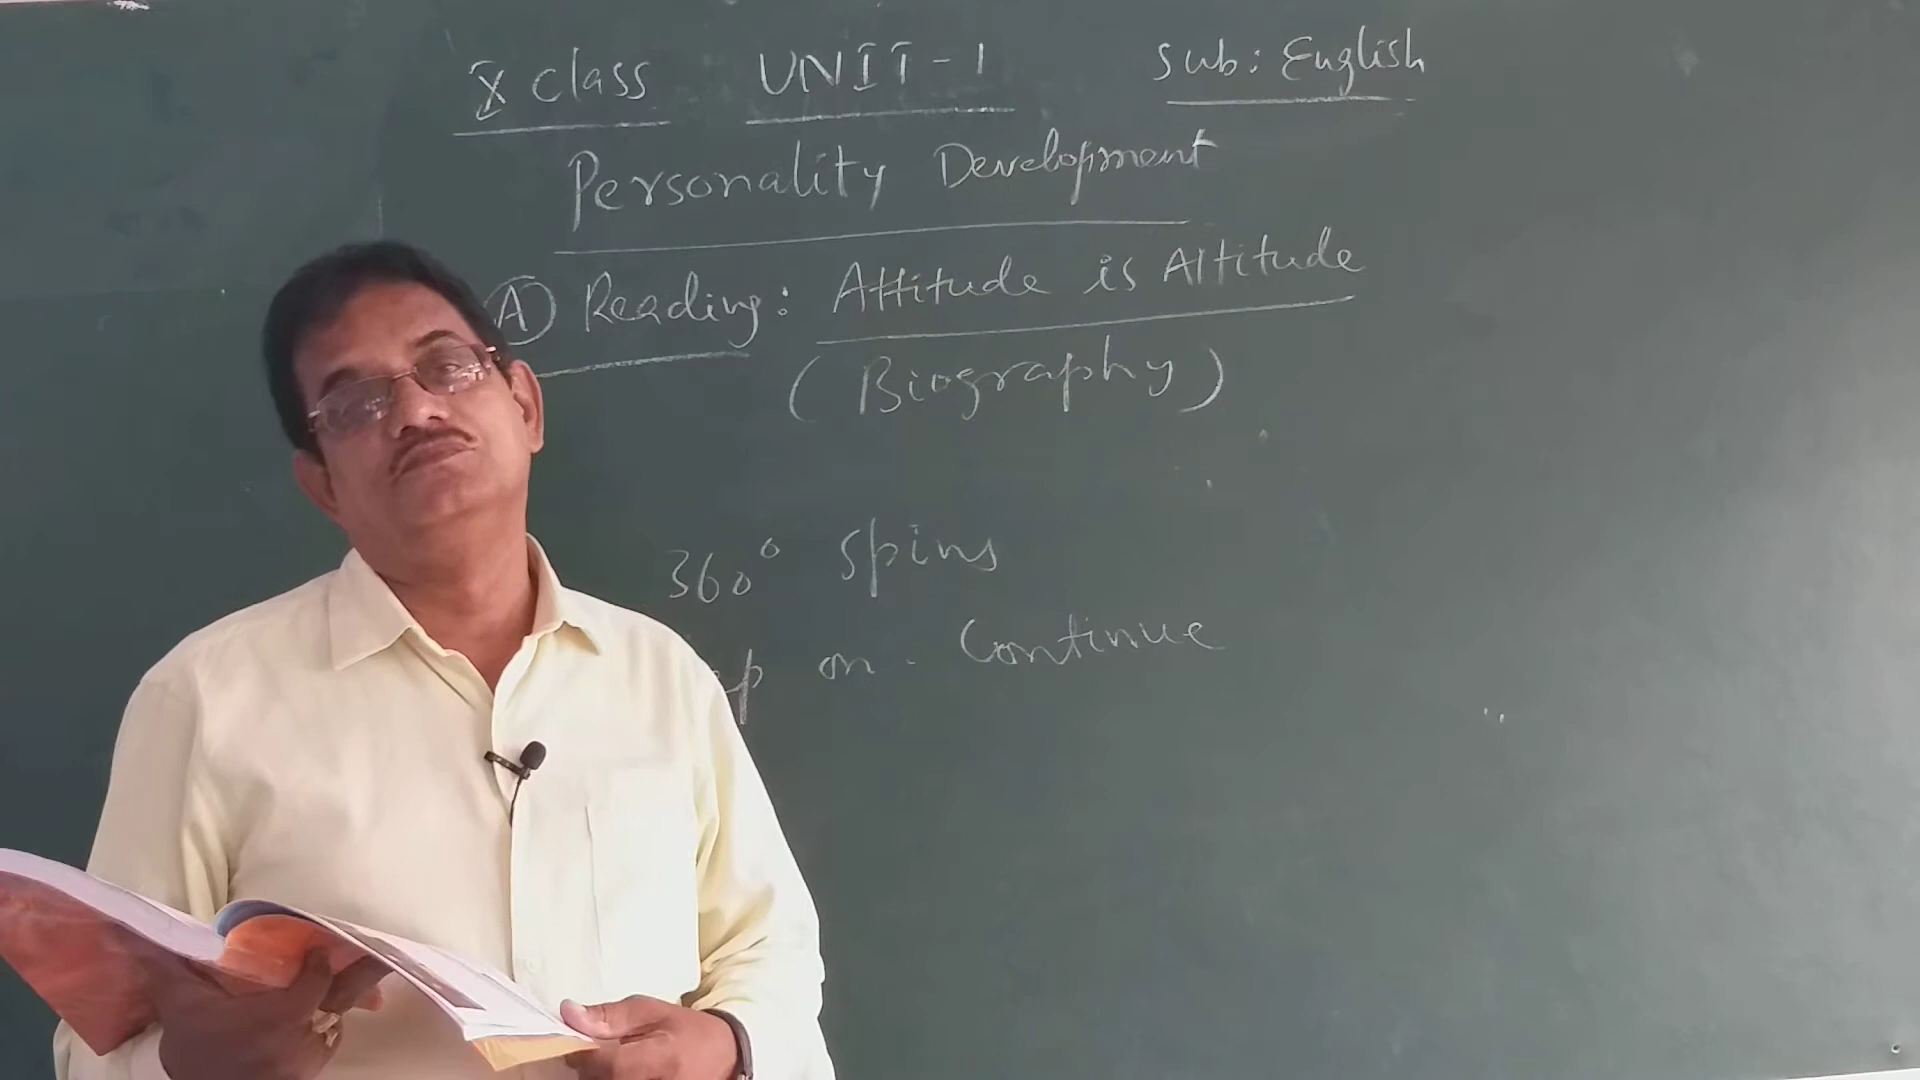 X class UNIT-1 Sub: English
Personality Development
A) Reading: Attitude is Altitude
(Biography)
360° Spins
on - Continue